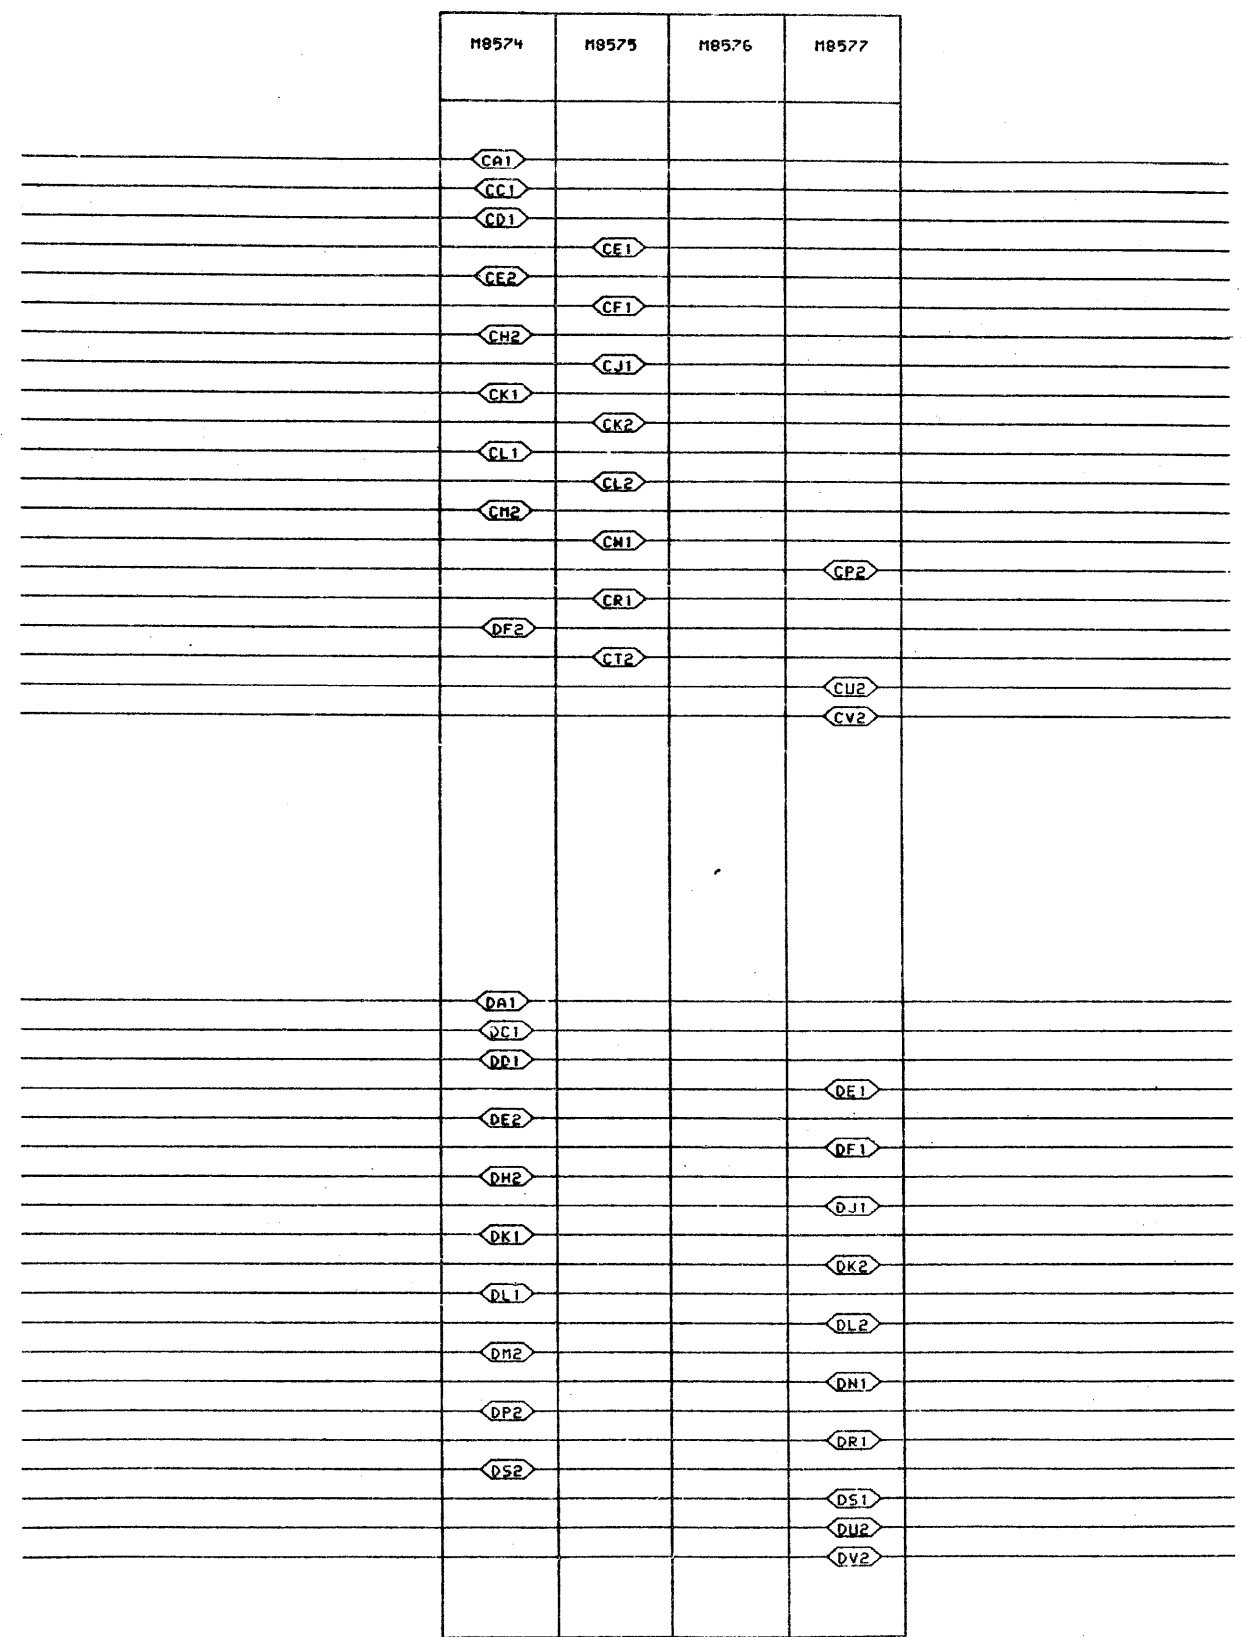 M8574 M8575 M8576 M8577
CA1
CC1
CD1
CE1
CE2
CF1
CH2
CJ1
CK1
CK2
CL1
CL2
CM2
CN1
CP2
CR1
DF2
CT2
CU2
CV2
DA1
DC1
DD1
DE1
DE2
DF1
DH2
DJ1
DK1
DK2
DL1
DL2
DM2
DN1
DP2
DR1
DS2
DS1
DU2
DV2